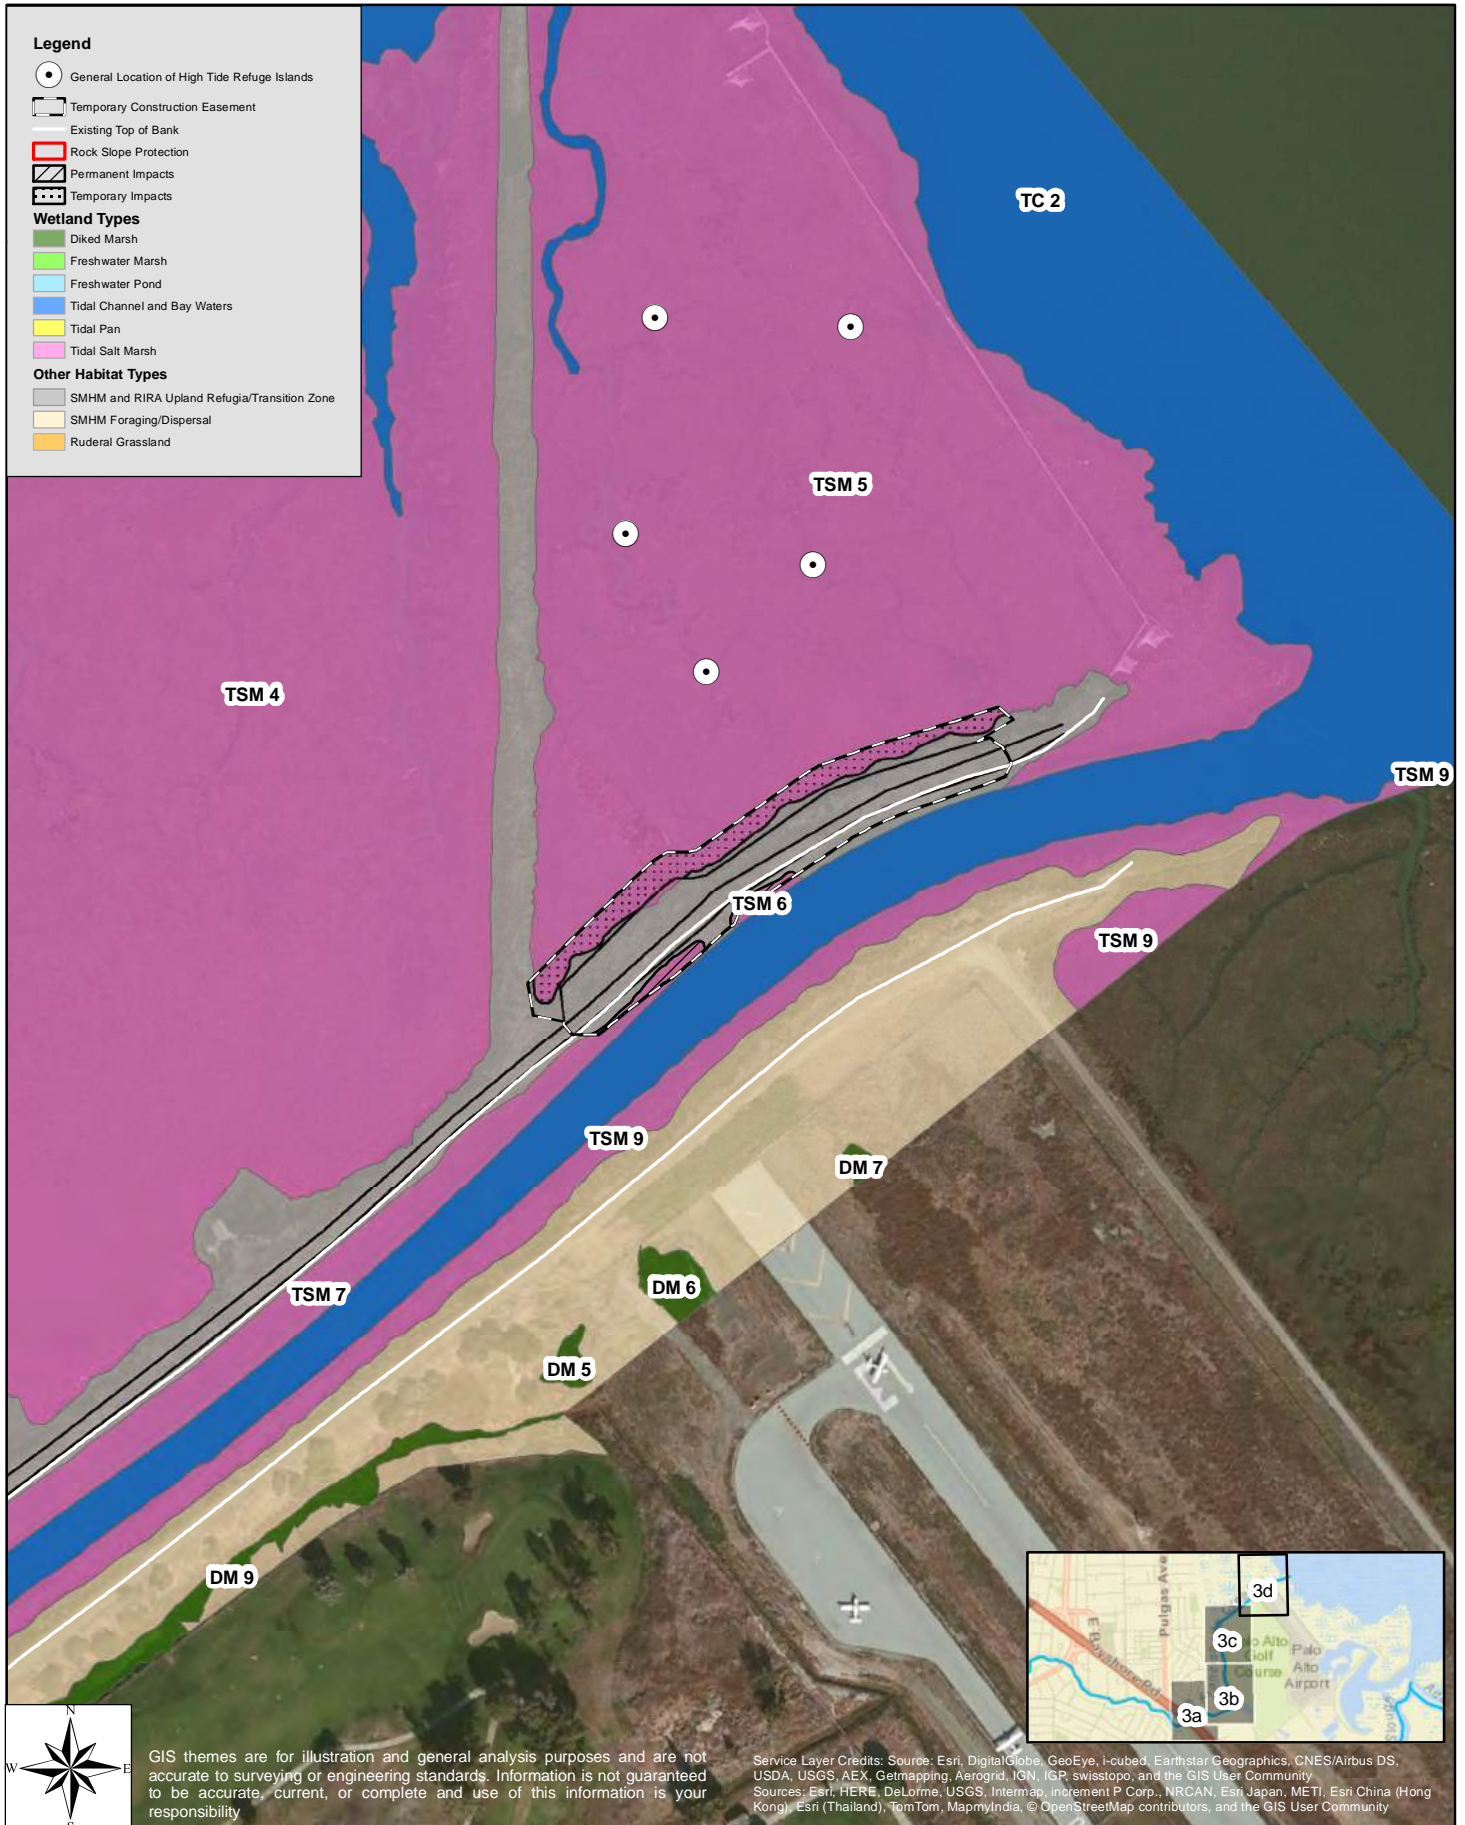 Legend
General Location of High Tide Refuge Islands
Temporary Construction Easement
Existing Top of Bank
Rock Slope Protection
Permanent Impacts
Temporary Impacts
Wetland Types
Diked Marsh
Freshwater Marsh
Freshwater Pond
Tidal Channel and Bay Waters
Tidal Pan
Tidal Salt Marsh
Other Habitat Types
SMHM and RIRA Upland Refugia/Transition Zone
SMHM Foraging/Dispersal
Ruderal Grassland
TC 2
TSM 5
TSM 4
TSM 9
TSM 6
TSM 9
TSM 9
DM 7
TSM 7
DM 6
DM 5
DM 9
3d
3c
3b
3a
Pulgas Ave
E Bayshore Rd
Alto
Golf
Course
Palo
Alto
Airport
N
W
E
S
GIS themes are for illustration and general analysis purposes and are not
accurate to surveying or engineering standards. Information is not guaranteed
to be accurate, current, or complete and use of this information is your
responsibility
Service Layer Credits: Source: Esri, DigitalGlobe, GeoEye, i-cubed, Earthstar Geographics, CNES/Airbus DS,
USDA, USGS, AEX, Getmapping, Aerogrid, IGN, IGP, swisstopo, and the GIS User Community
Sources: Esri, HERE, DeLorme, USGS, Intermap, increment P Corp., NRCAN, Esri Japan, METI, Esri China (Hong
Kong), Esri (Thailand), TomTom, MapmyIndia, © OpenStreetMap contributors, and the GIS User Community